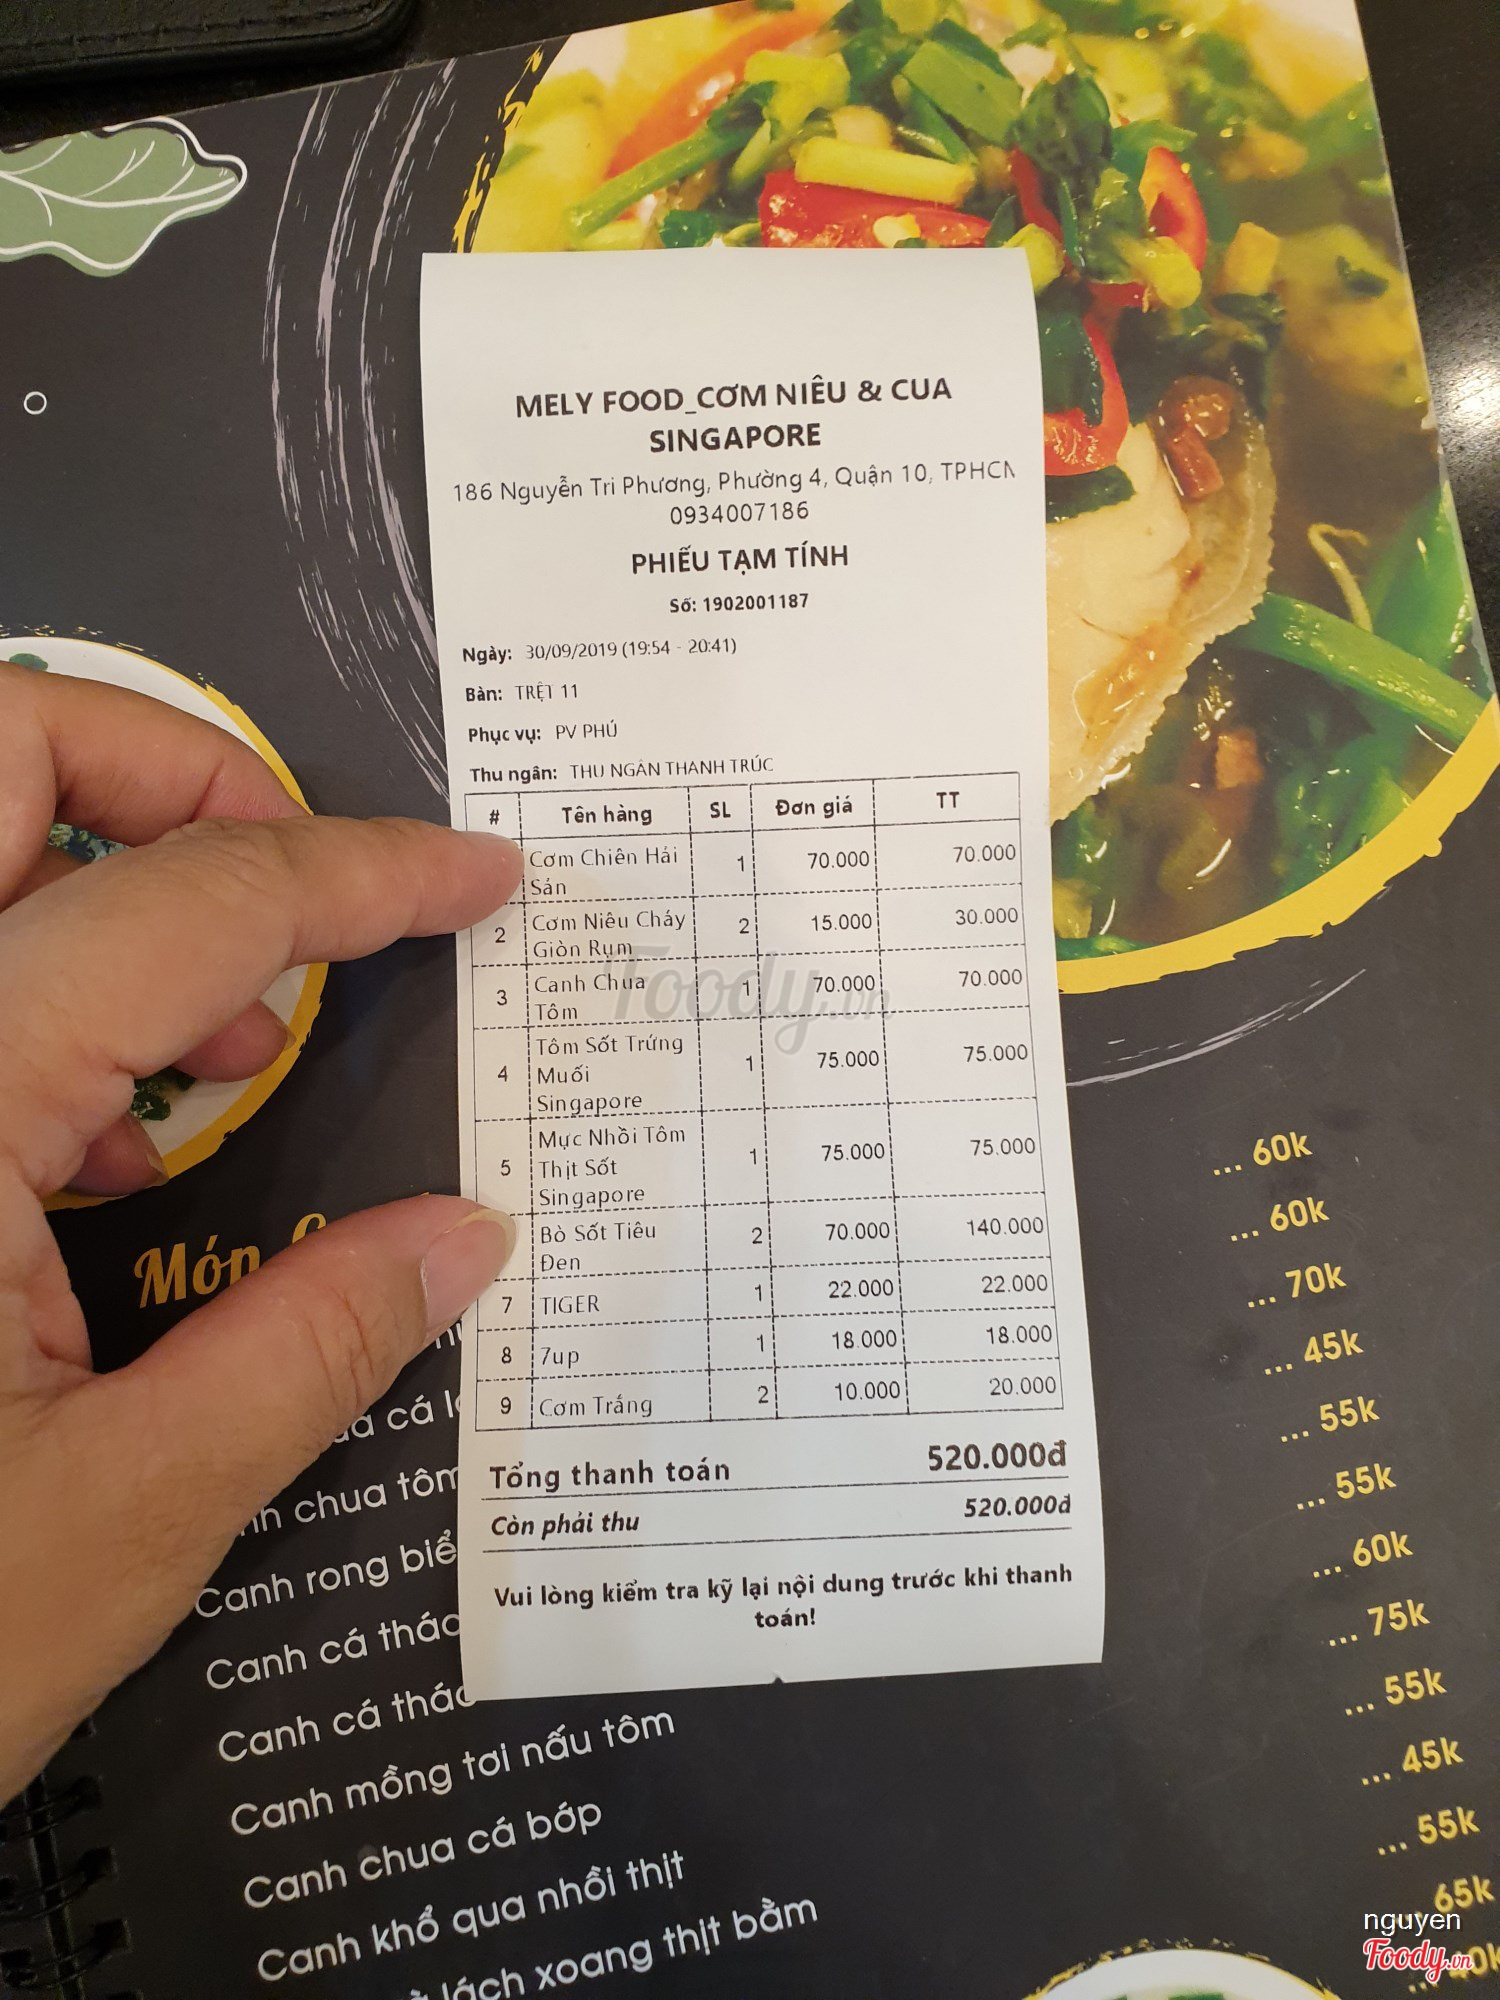 MELY FOOD_CƠM NIÊU & CUA
SINGAPORE
186 Nguyễn Tri Phương, Phường 4, Quận 10, TPHCM
0934007186
PHIẾU TẠM TÍNH
Số: 1902001187
Ngày: 30/09/2019 (19:54 - 20:41)
Bàn: TRỆT 11
Phục vụ: PV PHÚ
Thu ngân: THU NGÂN THANH TRÚC
# Tên hàng SL Đơn giá TT
Cơm Chiên Hải 1 70.000 70.000
Sản
2 Cơm Niêu Cháy 2 15.000 30.000
Giòn Rụm
3 Canh Chua 1 70.000 70.000
Tôm
Tôm Sốt Trứng
4 Muối 1 75.000 75.000
Singapore
Mực Nhồi Tôm
5 Thịt Sốt 1 75.000 75.000
Singapore
Bò Sốt Tiêu 2 70.000 140.000
Đen
7 TIGER 1 22.000 22.000
8 7up 1 18.000 18.000
9 Cơm Trắng 2 10.000 20.000
Tổng thanh toán 520.000đ
Còn phải thu 520.000đ
Vui lòng kiểm tra kỹ lại nội dung trước khi thanh
toán!
Foody.vn
Món
... 60k
... 60k
... 70k
... 45k
cá ... 55k
chua tôm ... 55k
Canh rong ... 60k
Canh cá ... 75k
Canh cá ... 55k
Canh mồng tơi nấu tôm ... 45k
Canh chua cá bớp ... 55k
Canh khổ qua nhồi thịt ... 65k
lách xoang thịt bằm
nguyen
Foody.vn